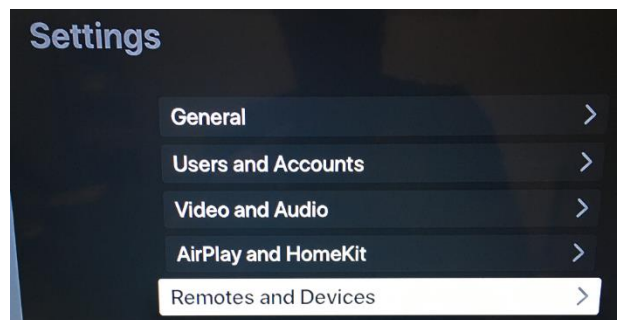 Settings
General
Users and Accounts
Video and Audio
AirPlay and HomeKit
Remotes and Devices